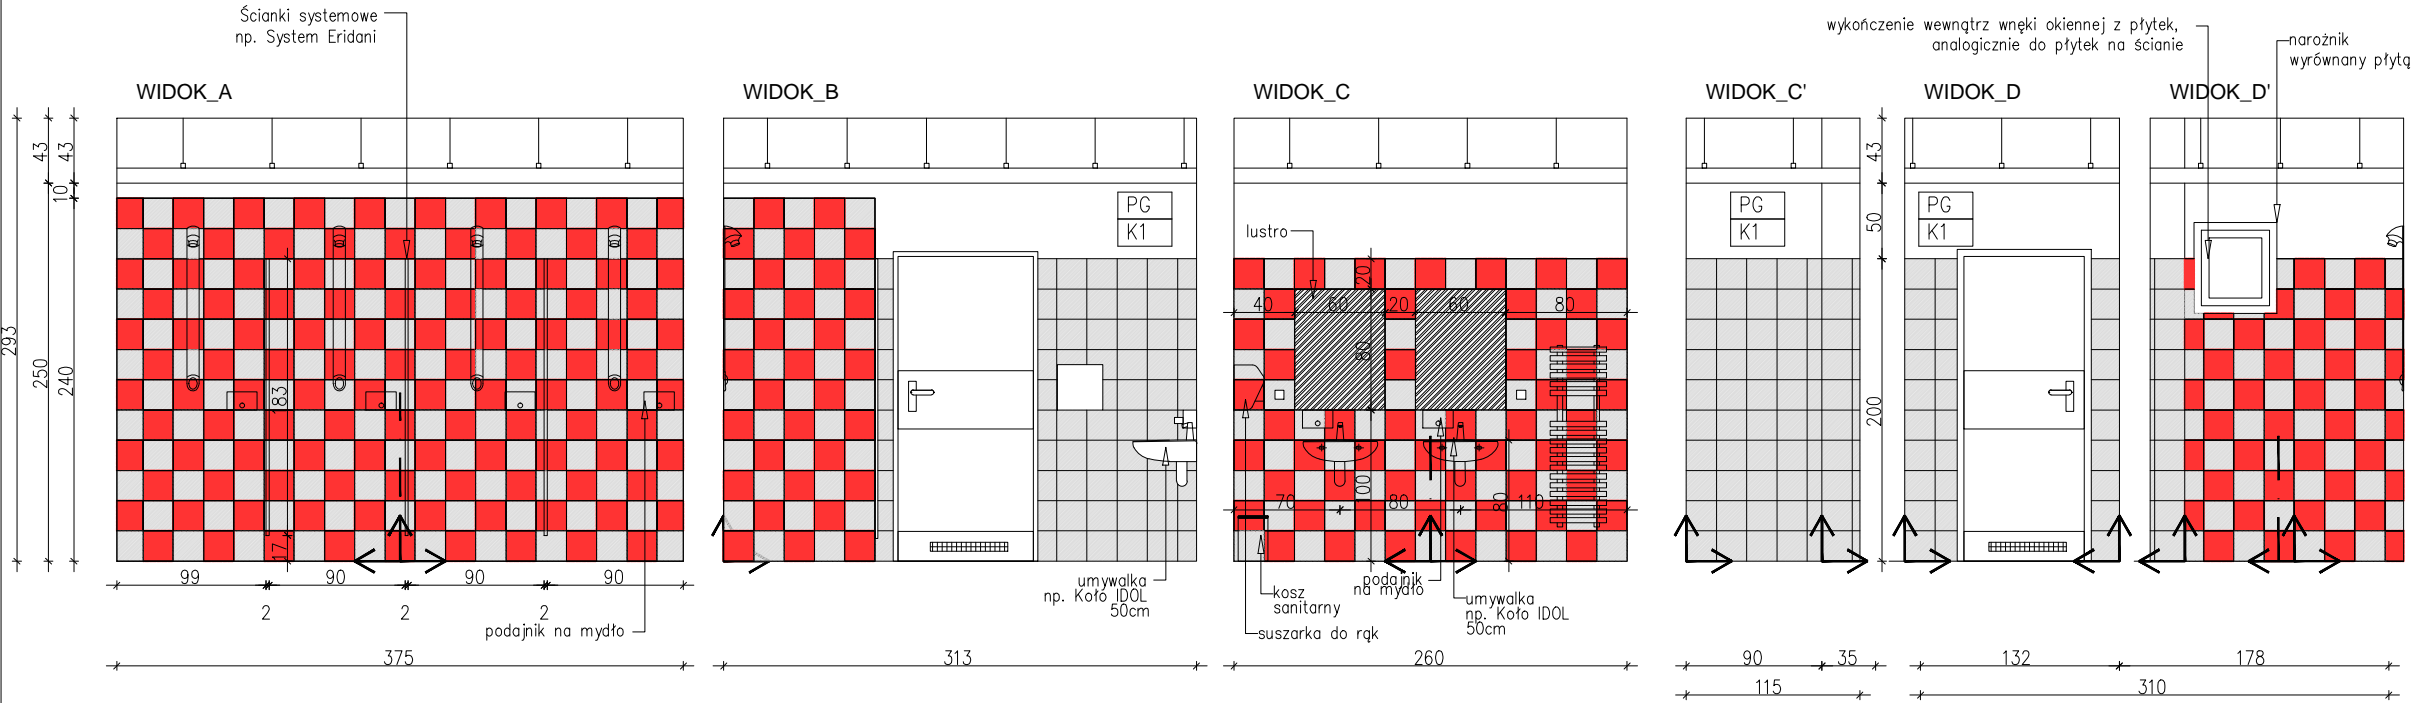 Ścianki systemowe
np. System Eridani
wykończenie wewnątrz wnęki okiennej z płytek,
analogicznie do płytek na ścianie
narożnik
wyrównany płytą
WIDOK_A
WIDOK_B
WIDOK_C
WIDOK_C'
WIDOK_D
WIDOK_D'
43
43
10
293
250
240
183
17
99
90
90
90
2
2
2
podajnik na mydło
375
PG
K1
umywalka
np. Koło IDOL
50cm
313
lustro
20
40
60
20
60
80
80
100
70
80
80
110
kosz
sanitarny
suszarka do rąk
podajnik
na mydło
umywalka
np. Koło IDOL
50cm
260
PG
K1
90
35
115
43
50
200
PG
K1
132
178
310